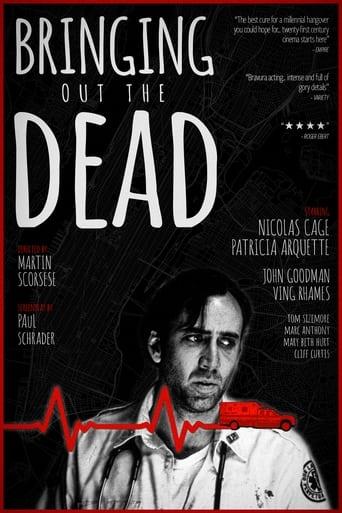 BRINGING
OUT THE
DEAD
"The best cure for a millennial hangover
you could hope for.. twenty-first century
cinema starts here"
- EMPIRE
"Bravura acting, intense and full of
gory details"
- VARIETY
"★★★★"
- ROGER EBERT
DIRECTED BY:
MARTIN
SCORSESE
SCREENPLAY BY:
PAUL
SCHRADER
STARRING
NICOLAS CAGE
PATRICIA ARQUETTE
JOHN GOODMAN
VING RHAMES
TOM SIZEMORE
MARC ANTHONY
MARY BETH HURT
CLIFF CURTIS